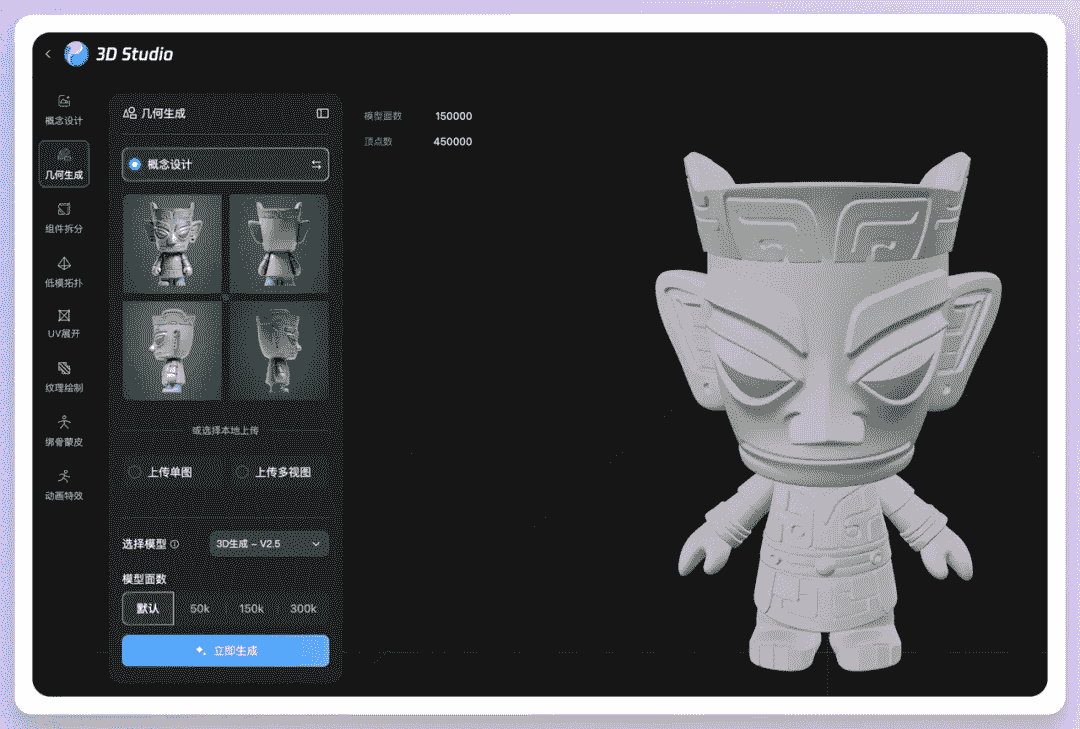 3D Studio
概念设计
几何生成
组件拆分
低模拓扑
UV展开
纹理绘制
绑骨蒙皮
动画特效
几何生成
概念设计
或选择本地上传
上传单图
上传多视图
选择模型
3D生成 - V2.5
模型面数
默认
50k
150k
300k
立即生成
模型面数 150000
顶点数 450000